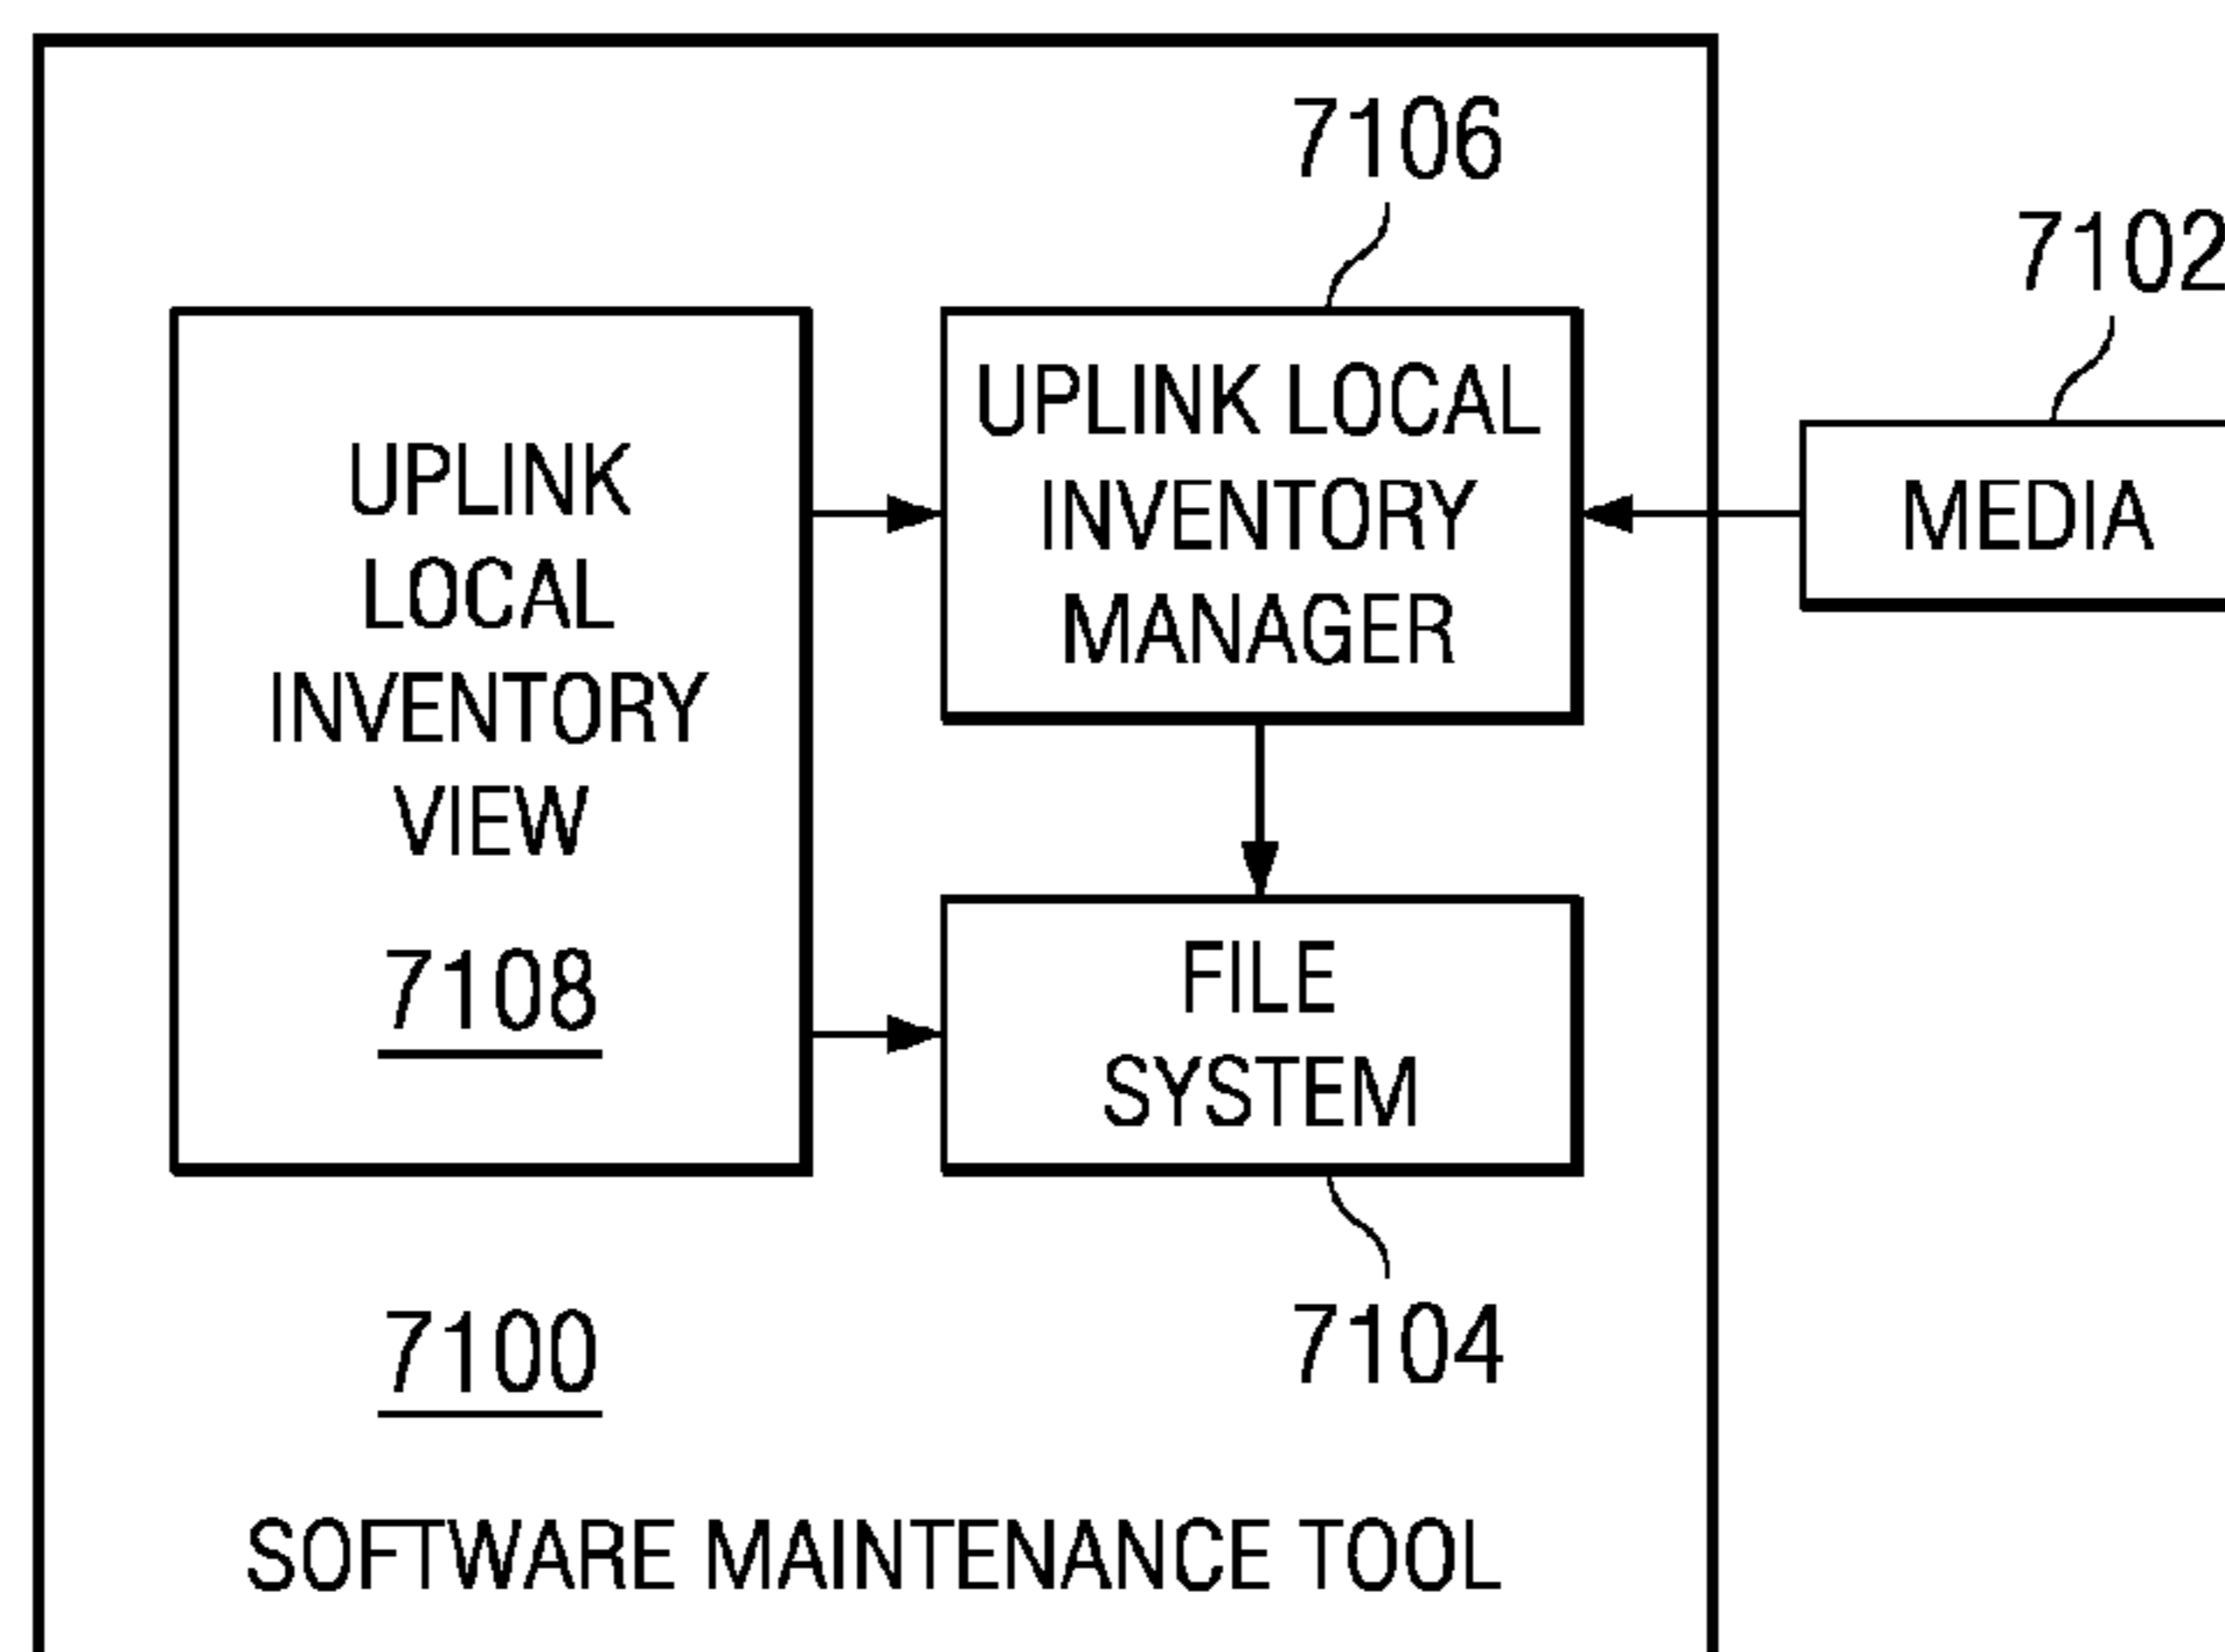 7106
7102
UPLINK
LOCAL
INVENTORY
VIEW
7108
UPLINK LOCAL
INVENTORY
MANAGER
MEDIA
FILE
SYSTEM
7104
7100
SOFTWARE MAINTENANCE TOOL